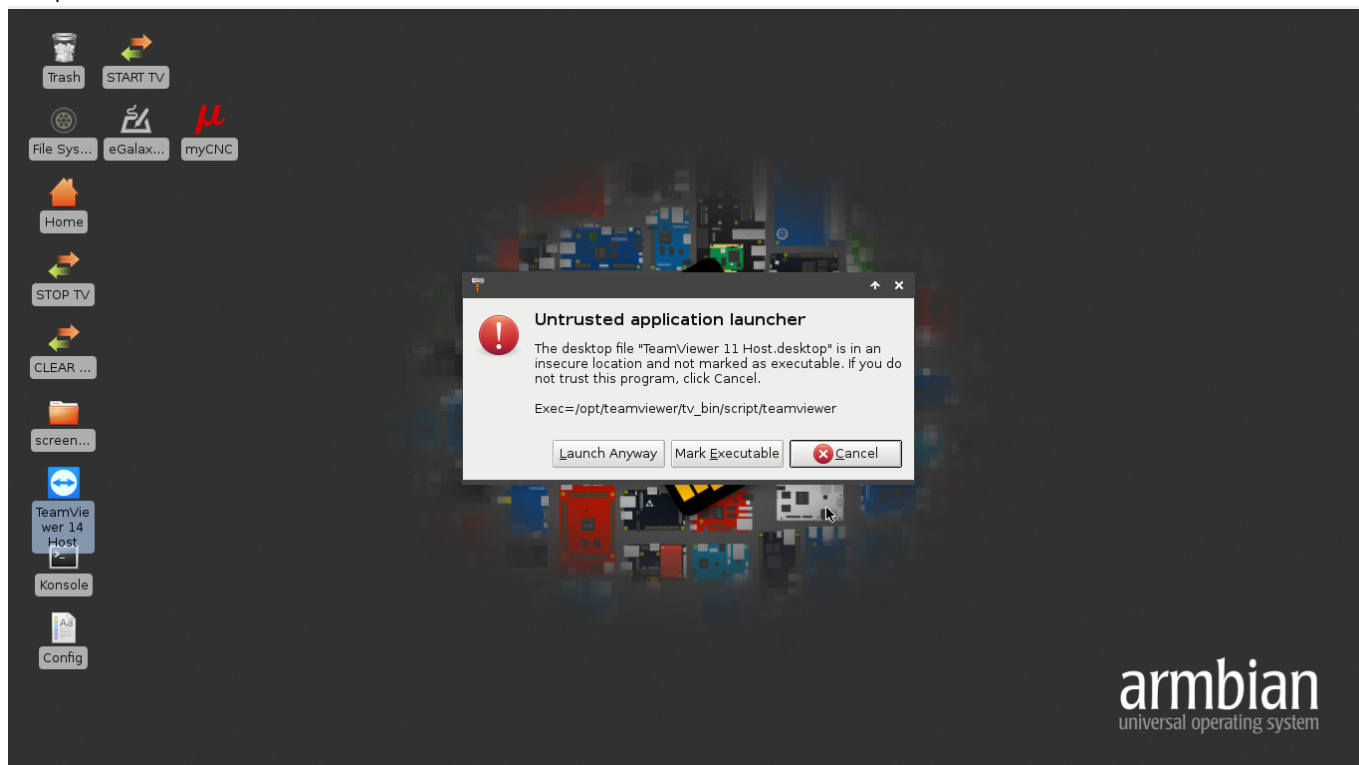 Trash
START TV
File Sys...
eGalax...
myCNC
Home
STOP TV
CLEAR ...
screen...
TeamVie
wer 14
Host
Konsole
Config
Untrusted application launcher
The desktop file "TeamViewer 11 Host.desktop" is in an
insecure location and not marked as executable. If you do
not trust this program, click Cancel.
Exec=/opt/teamviewer/tv_bin/script/teamviewer
Launch Anyway
Mark Executable
Cancel
armbian
universal operating system